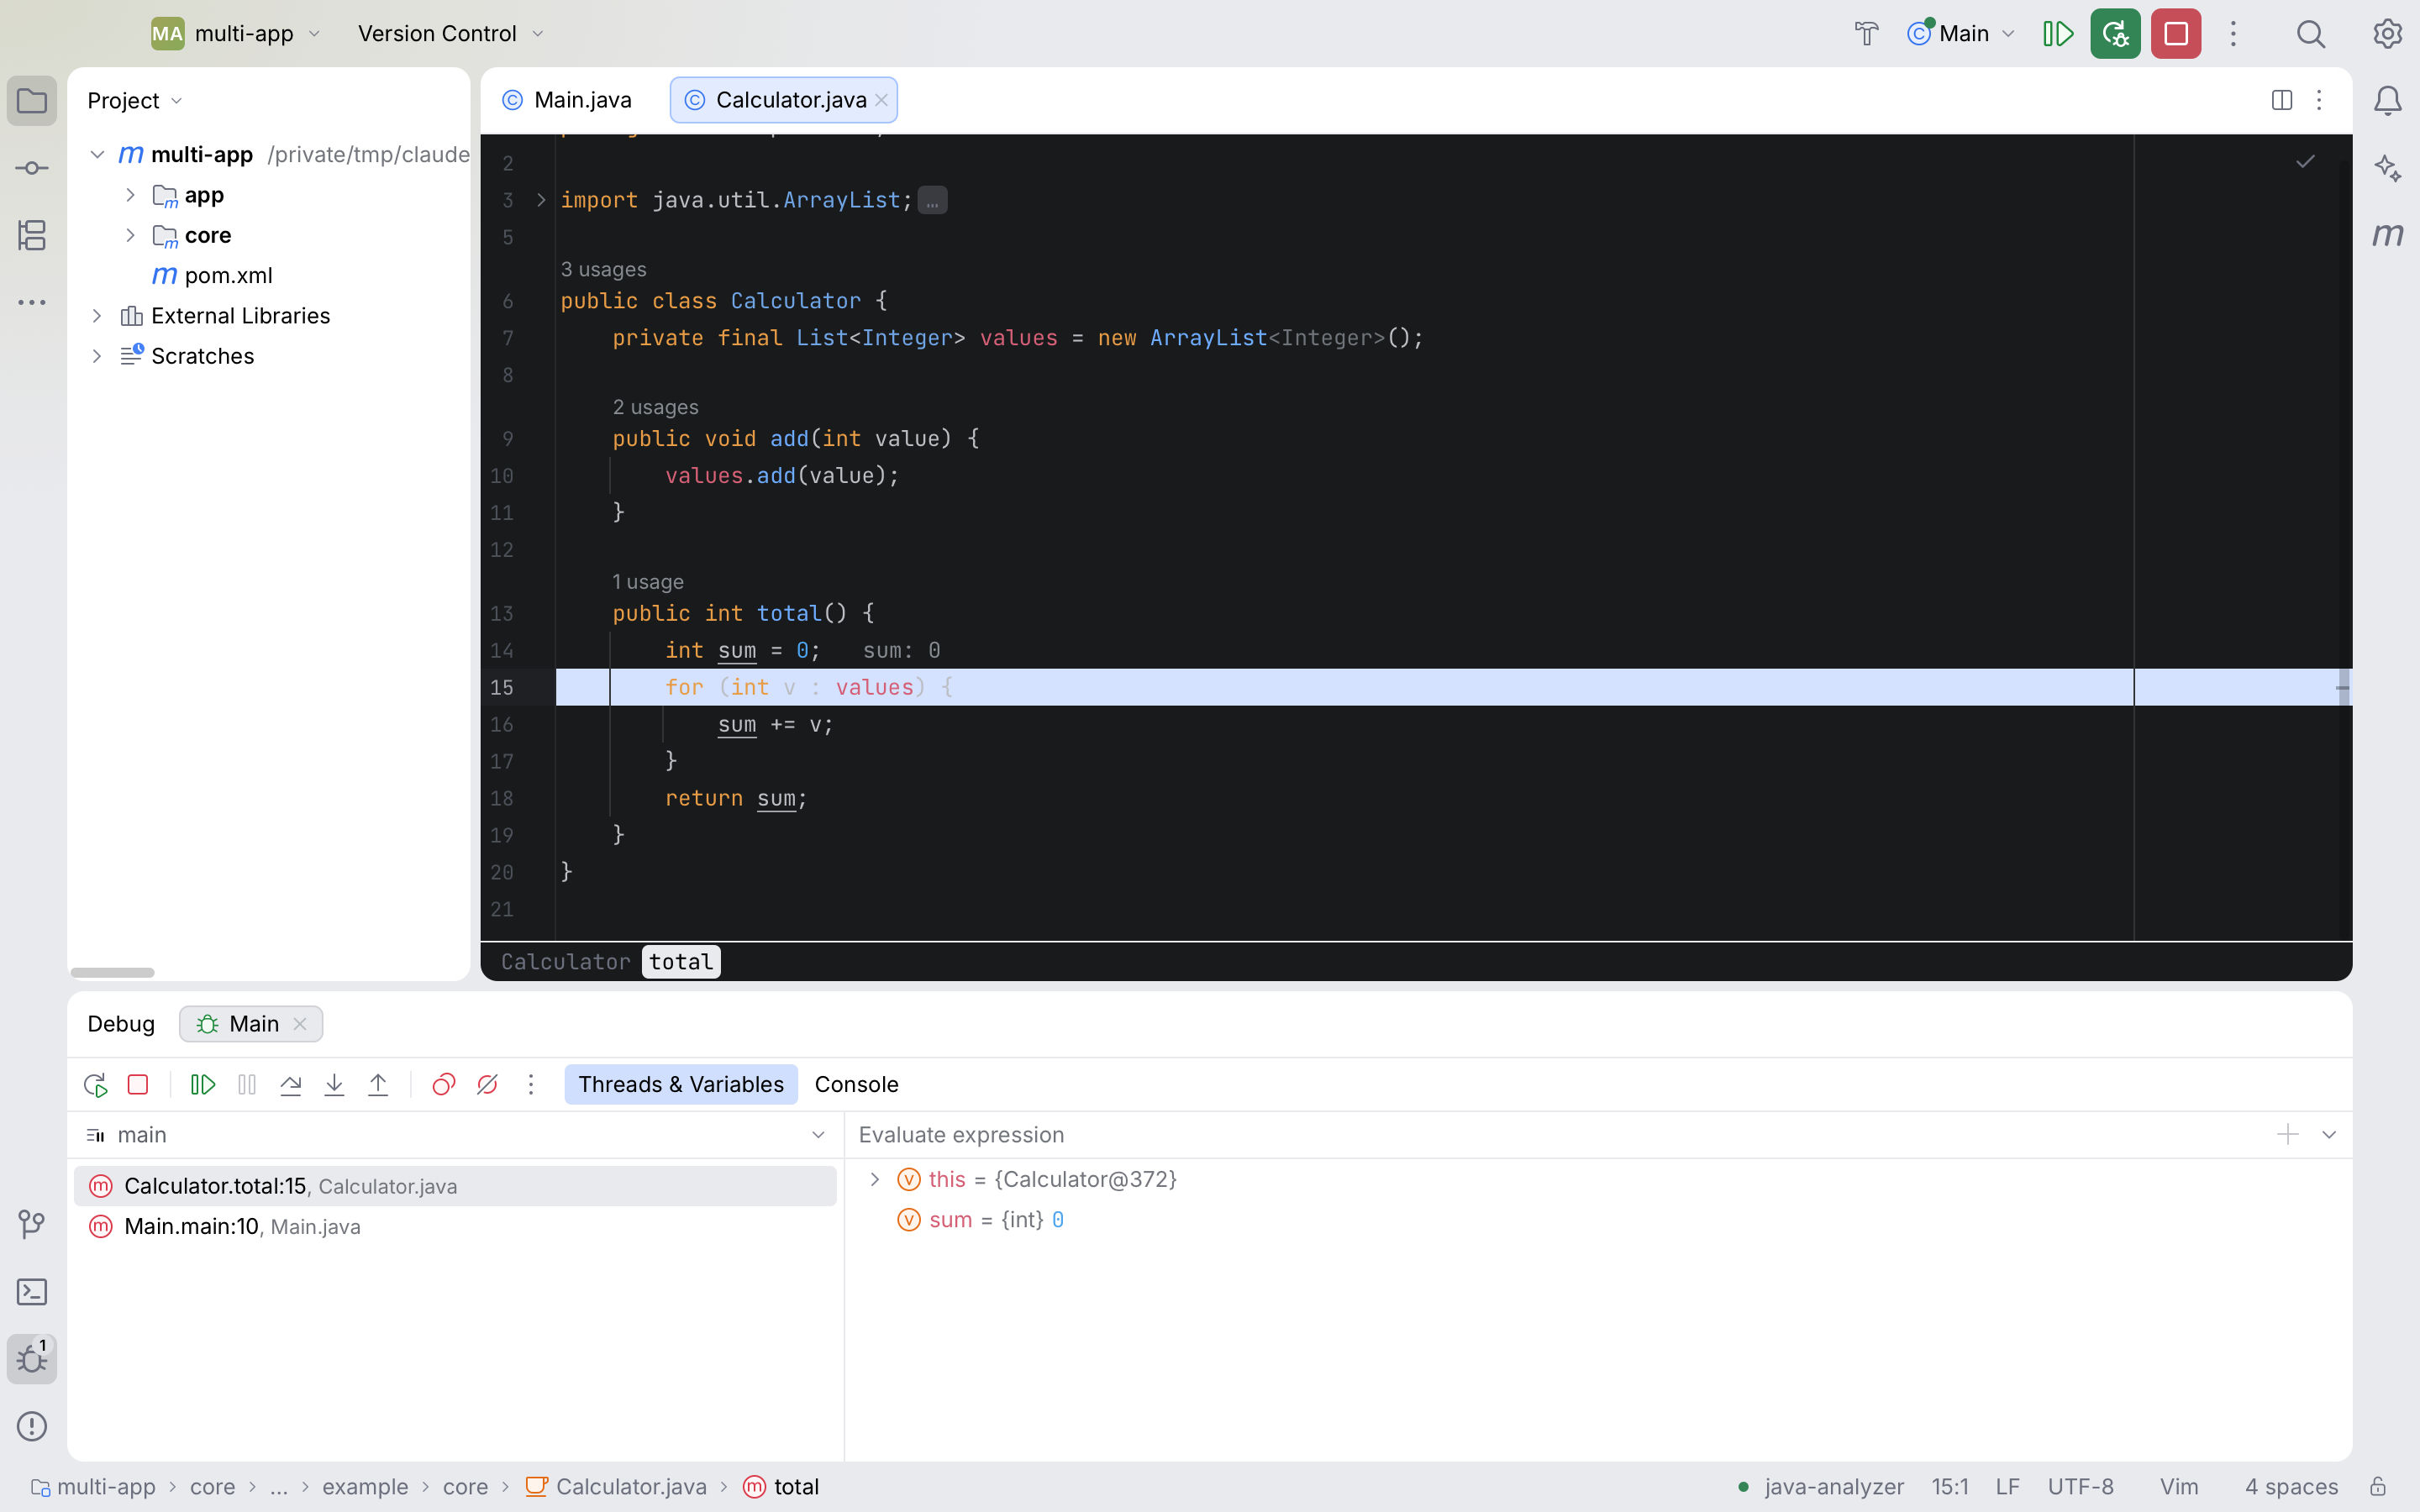 MA multi-app Version Control Main
Project
multi-app /private/tmp/claude
app
core
pom.xml
External Libraries
Scratches
Main.java Calculator.java
2
3 import java.util.ArrayList; ...
5
3 usages
6 public class Calculator {
7 private final List<Integer> values = new ArrayList<Integer>();
8
2 usages
9 public void add(int value) {
10 values.add(value);
11 }
12
1 usage
13 public int total() {
14 int sum = 0; sum: 0
15 for (int v : values) {
16 sum += v;
17 }
18 return sum;
19 }
20 }
21
Calculator total
Debug Main
Threads & Variables Console
main
Calculator.total:15, Calculator.java
Main.main:10, Main.java
Evaluate expression
this = {Calculator@372}
sum = {int} 0
1
multi-app > core > ... > example > core > Calculator.java > total
java-analyzer 15:1 LF UTF-8 Vim 4 spaces